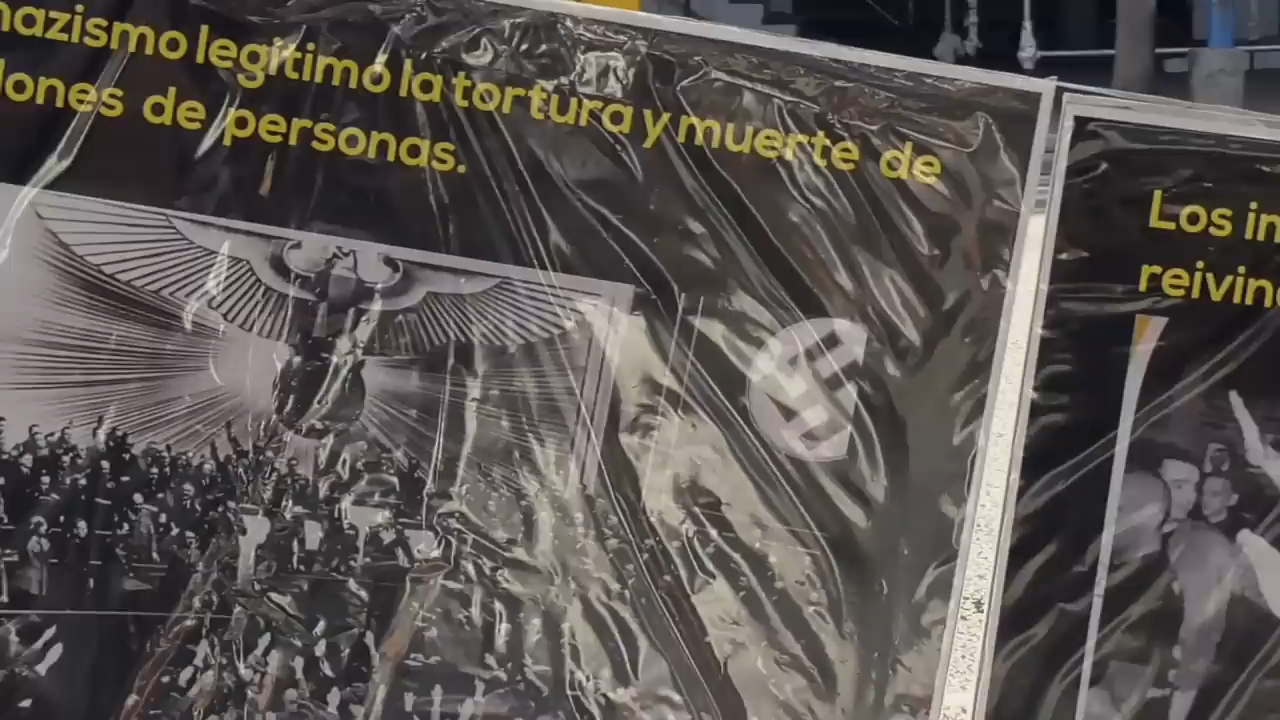 nazismo legitimo la tortura y muerte de
lones de personas.
Los in
reivin